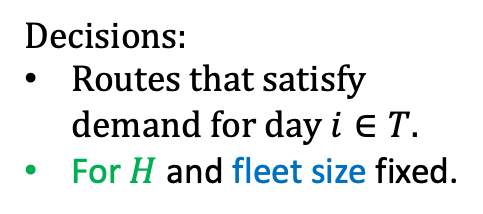 Decisions:
• Routes that satisfy
demand for day 𝑖 ∈ 𝑇.
• For 𝐻 and fleet size fixed.